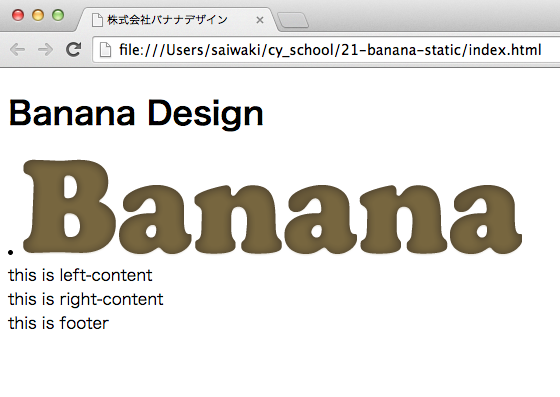 株式会社バナナデザイン
file:///Users/saiwaki/cy_school/21-banana-static/index.html
Banana Design
Banana
this is left-content
this is right-content
this is footer